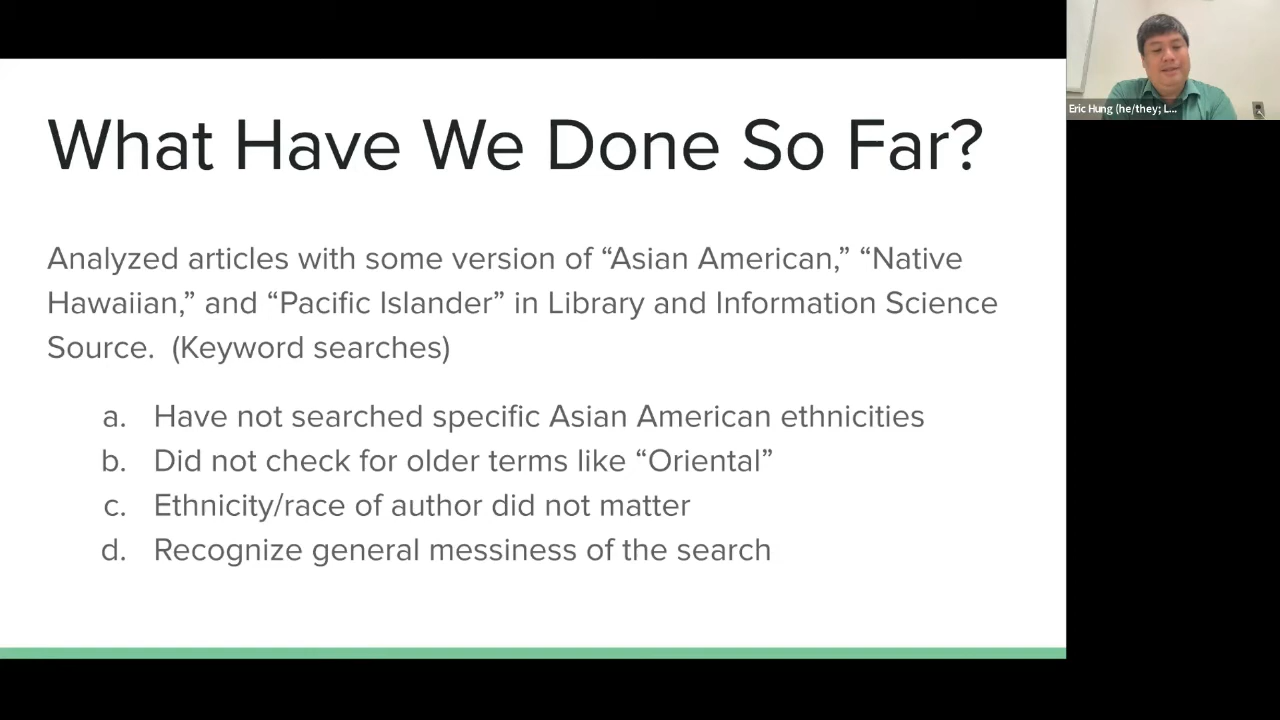 What Have We Done So Far?
Analyzed articles with some version of “Asian American,” “Native
Hawaiian,” and “Pacific Islander” in Library and Information Science
Source.  (Keyword searches)
a. Have not searched specific Asian American ethnicities
b. Did not check for older terms like “Oriental”
c. Ethnicity/race of author did not matter
d. Recognize general messiness of the search
Eric Hung (he/they; L...